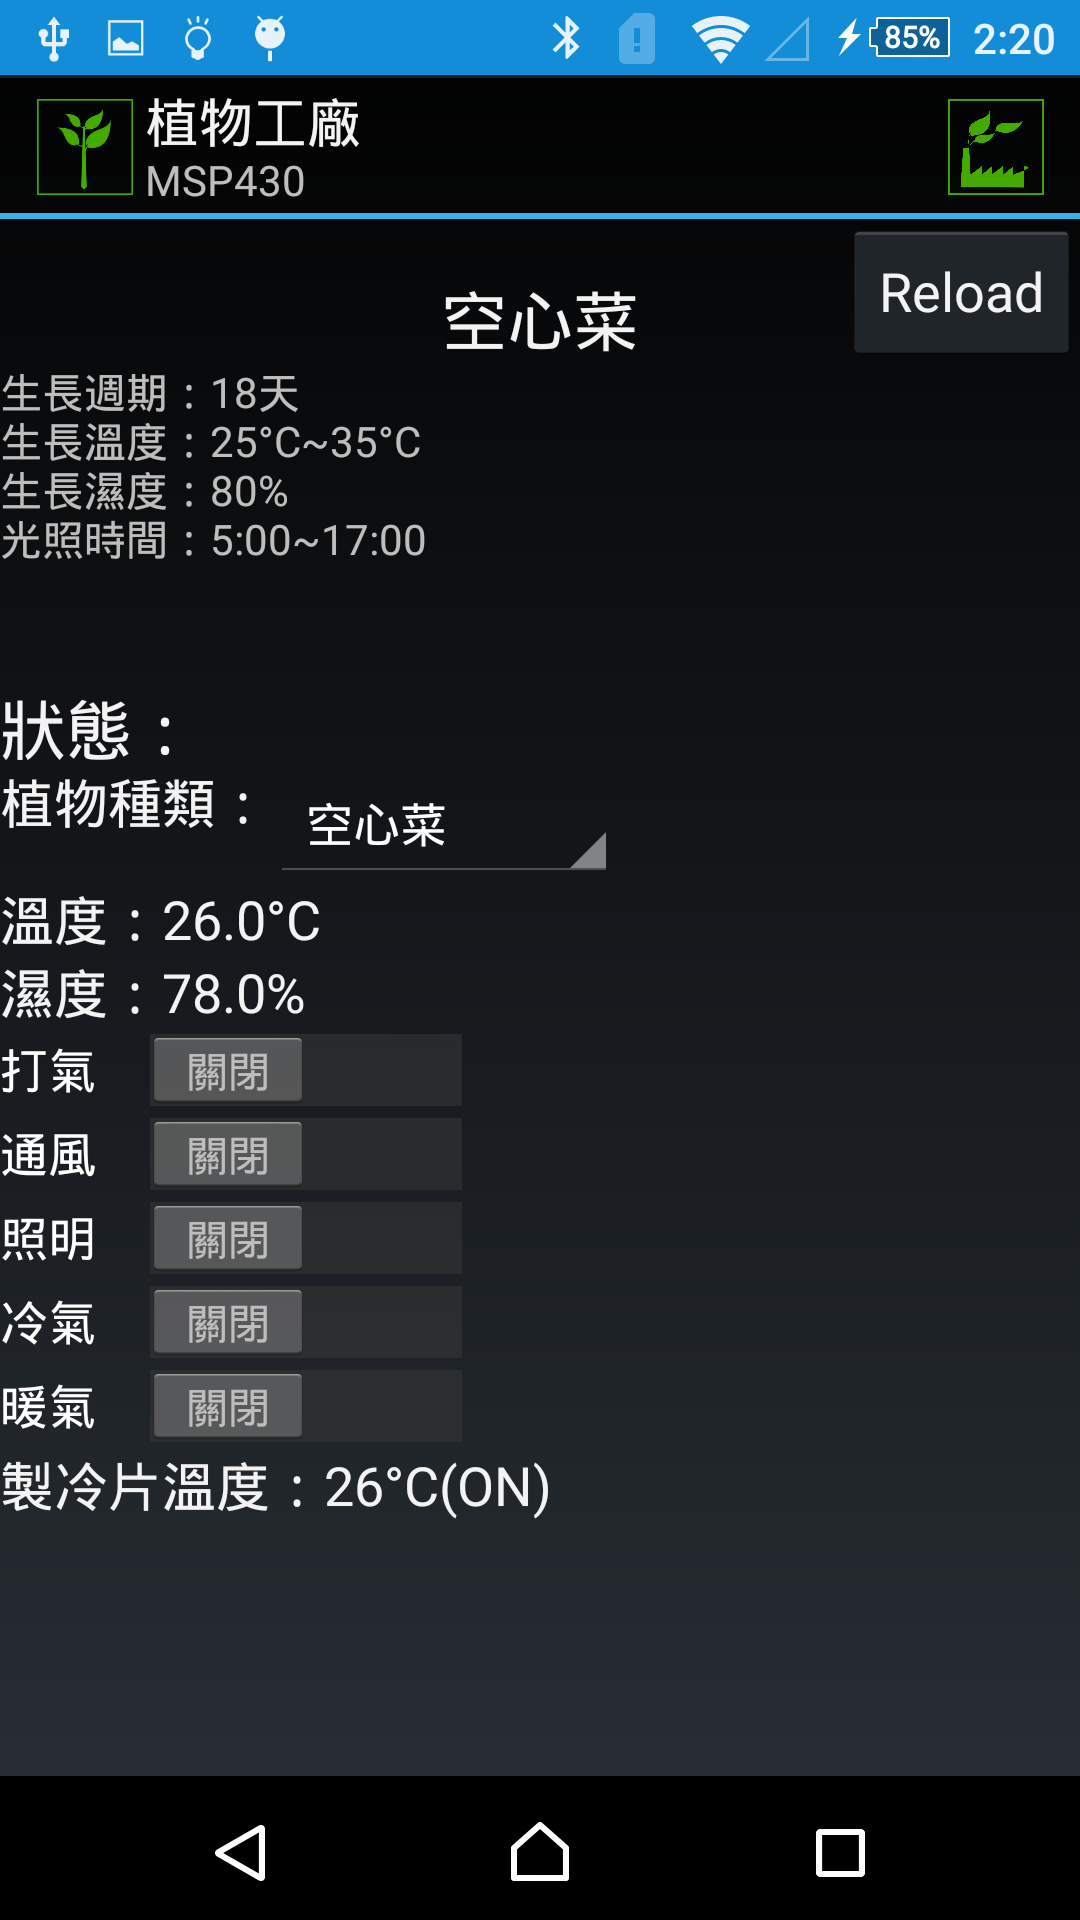 85% 2:20
植物工廠
MSP430
Reload
空心菜
生長週期：18天
生長溫度：25°C~35°C
生長濕度：80%
光照時間：5:00~17:00
狀態：
植物種類： 空心菜
溫度：26.0°C
濕度：78.0%
打氣 關閉
通風 關閉
照明 關閉
冷氣 關閉
暖氣 關閉
製冷片溫度：26°C(ON)